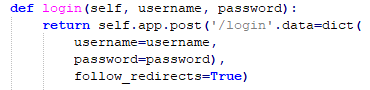 def login(self, username, password):
    return self.app.post('/login'.data=dict(
        username=username,
        password=password),
        follow_redirects=True)